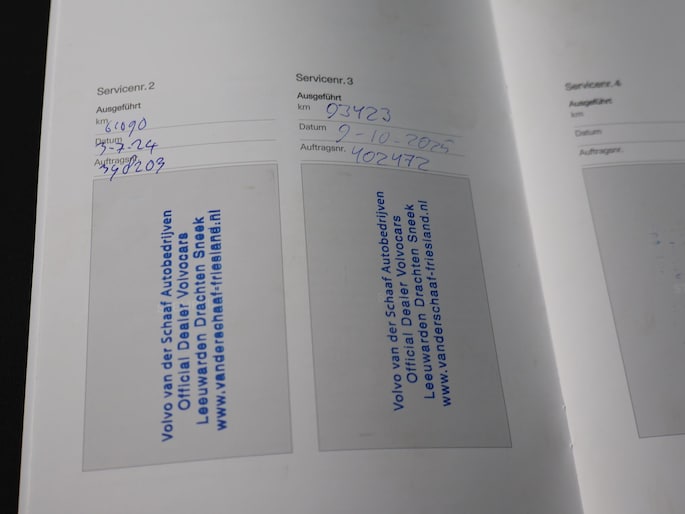 Servicenr. 2
Ausgeführt
km 61090
Datum 3-7-24
Auftragsnr. 398203
Volvo van der Schaaf Autobedrijven
Official Dealer Volvocars
Leeuwarden Drachten Sneek
www.vanderschaaf-friesland.nl
Servicenr. 3
Ausgeführt
km 93423
Datum 9-10-2025
Auftragsnr. 402472
Volvo van der Schaaf Autobedrijven
Official Dealer Volvocars
Leeuwarden Drachten Sneek
www.vanderschaaf-friesland.nl
Servicenr. 4
Ausgeführt
km
Datum
Auftragsnr.